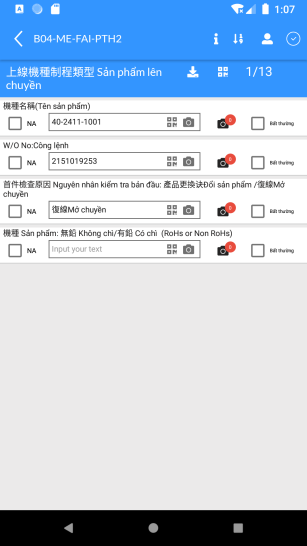 1:07
B04-ME-FAI-PTH2
上線機種制程類型 Sản phẩm lên chuyền
1/13
機種名稱(Tên sản phẩm)
NA 40-2411-1001 0 Bất thường
W/O No:Công lệnh
NA 2151019253 0 Bất thường
首件檢查原因 Nguyên nhân kiểm tra bản đầu: 產品更換诀Đổi sản phẩm /復線Mở
chuyền
NA 復線Mở chuyền 0 Bất thường
機種 Sản phẩm: 無鉛 Không chì/有鉛 Có chì (RoHs or Non RoHs)
NA Input your text 0 Bất thường